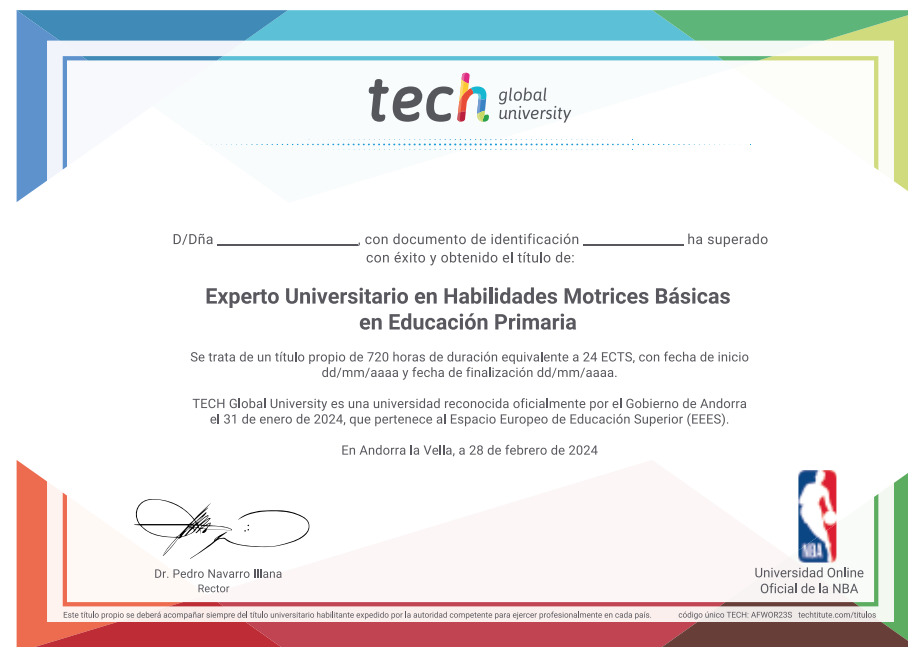 tech global university
D/Dña ____________, con documento de identificación ____________ ha superado
con éxito y obtenido el título de:
Experto Universitario en Habilidades Motrices Básicas
en Educación Primaria
Se trata de un título propio de 720 horas de duración equivalente a 24 ECTS, con fecha de inicio
dd/mm/aaaa y fecha de finalización dd/mm/aaaa.
TECH Global University es una universidad reconocida oficialmente por el Gobierno de Andorra
el 31 de enero de 2024, que pertenece al Espacio Europeo de Educación Superior (EEES).
En Andorra la Vella, a 28 de febrero de 2024
Dr. Pedro Navarro Illana
Rector
NBA
Universidad Online
Oficial de la NBA
Este título propio se deberá acompañar siempre del título universitario habilitante expedido por la autoridad competente para ejercer profesionalmente en cada país.
código único TECH: AFWOR23S techtitute.com/titulos